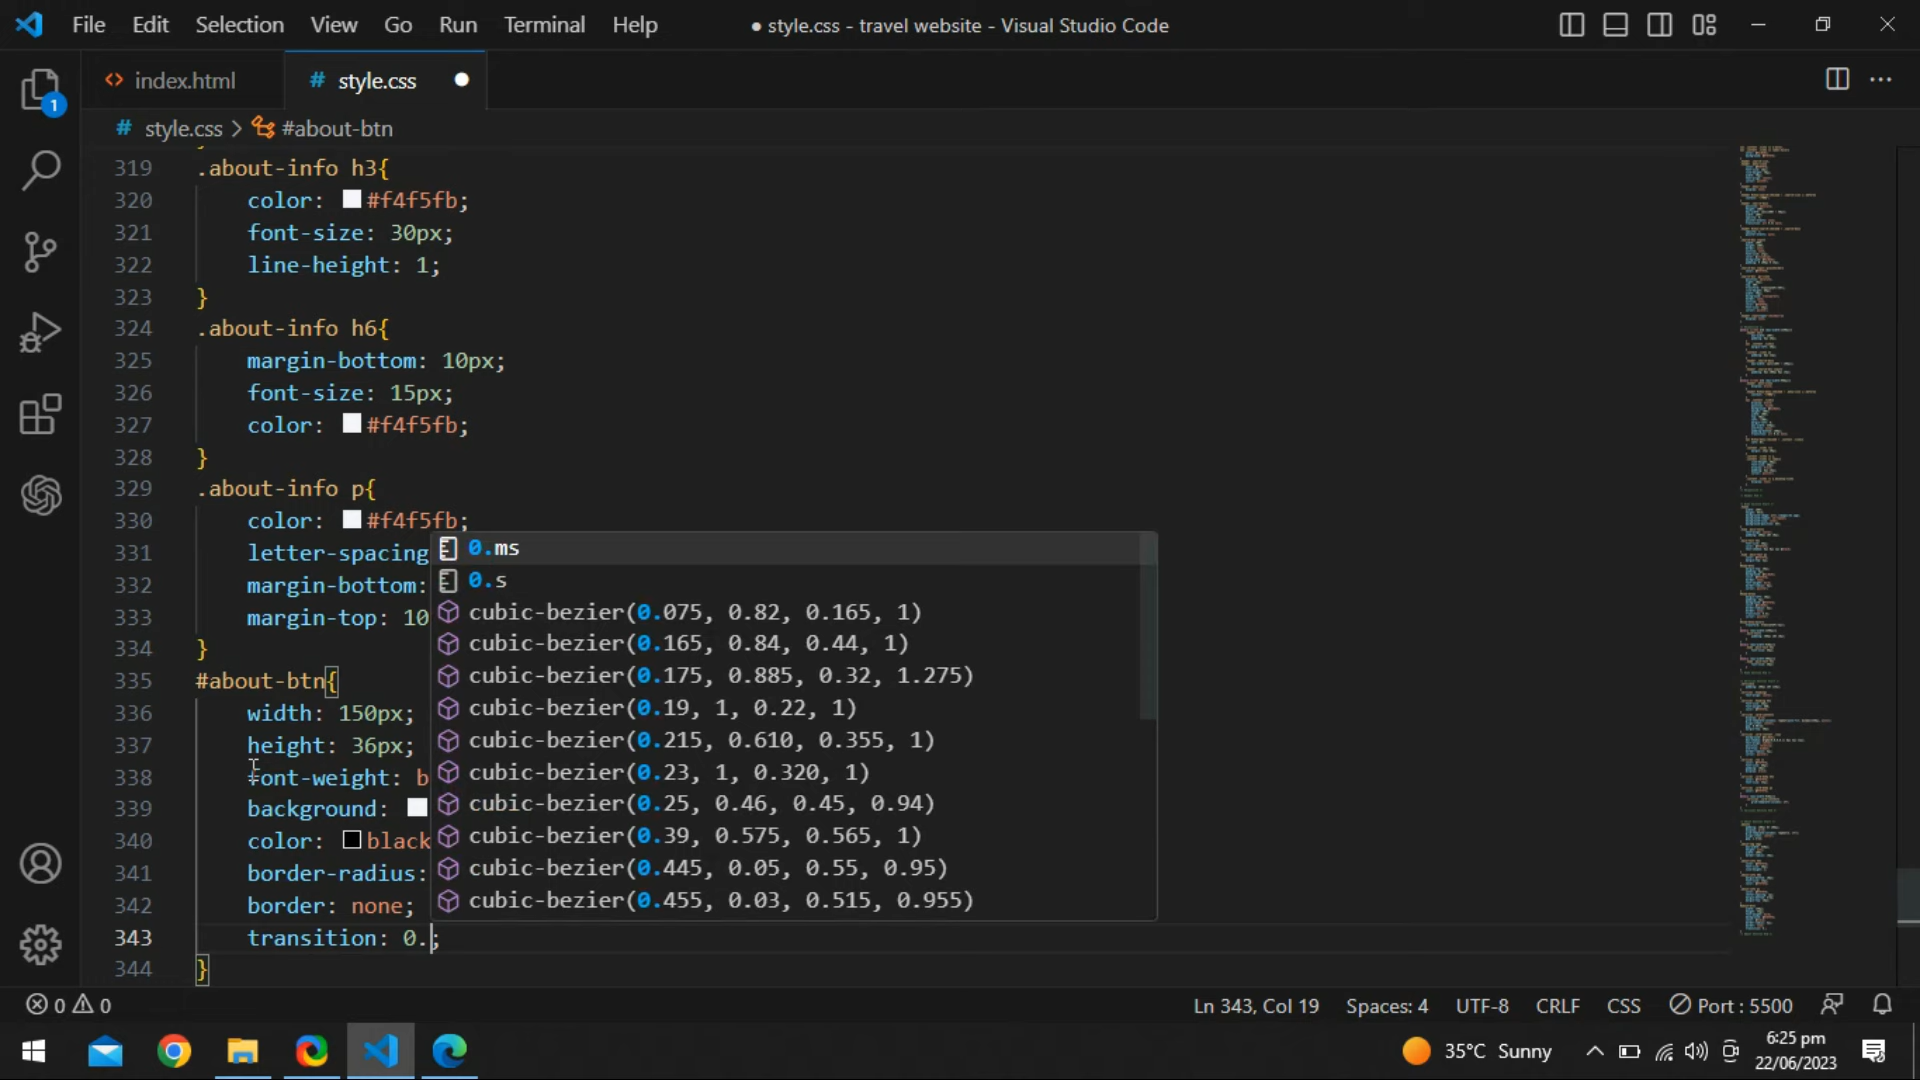 File Edit Selection View Go Run Terminal Help ● style.css - travel website - Visual Studio Code
index.html # style.css
# style.css > #about-btn
319 .about-info h3{
320 color: #f4f5fb;
321 font-size: 30px;
322 line-height: 1;
323 }
324 .about-info h6{
325 margin-bottom: 10px;
326 font-size: 15px;
327 color: #f4f5fb;
328 }
329 .about-info p{
330 color: #f4f5fb;
331 letter-spacing
332 margin-bottom:
333 margin-top: 10
334 }
335 #about-btn{
336 width: 150px;
337 height: 36px;
338 font-weight: b
339 background:
340 color: black
341 border-radius:
342 border: none;
343 transition: 0.;
344 }
0.ms
0.s
cubic-bezier(0.075, 0.82, 0.165, 1)
cubic-bezier(0.165, 0.84, 0.44, 1)
cubic-bezier(0.175, 0.885, 0.32, 1.275)
cubic-bezier(0.19, 1, 0.22, 1)
cubic-bezier(0.215, 0.610, 0.355, 1)
cubic-bezier(0.23, 1, 0.320, 1)
cubic-bezier(0.25, 0.46, 0.45, 0.94)
cubic-bezier(0.39, 0.575, 0.565, 1)
cubic-bezier(0.445, 0.05, 0.55, 0.95)
cubic-bezier(0.455, 0.03, 0.515, 0.955)
1
0 0 Ln 343, Col 19 Spaces: 4 UTF-8 CRLF CSS Port : 5500
35°C Sunny 6:25 pm
22/06/2023